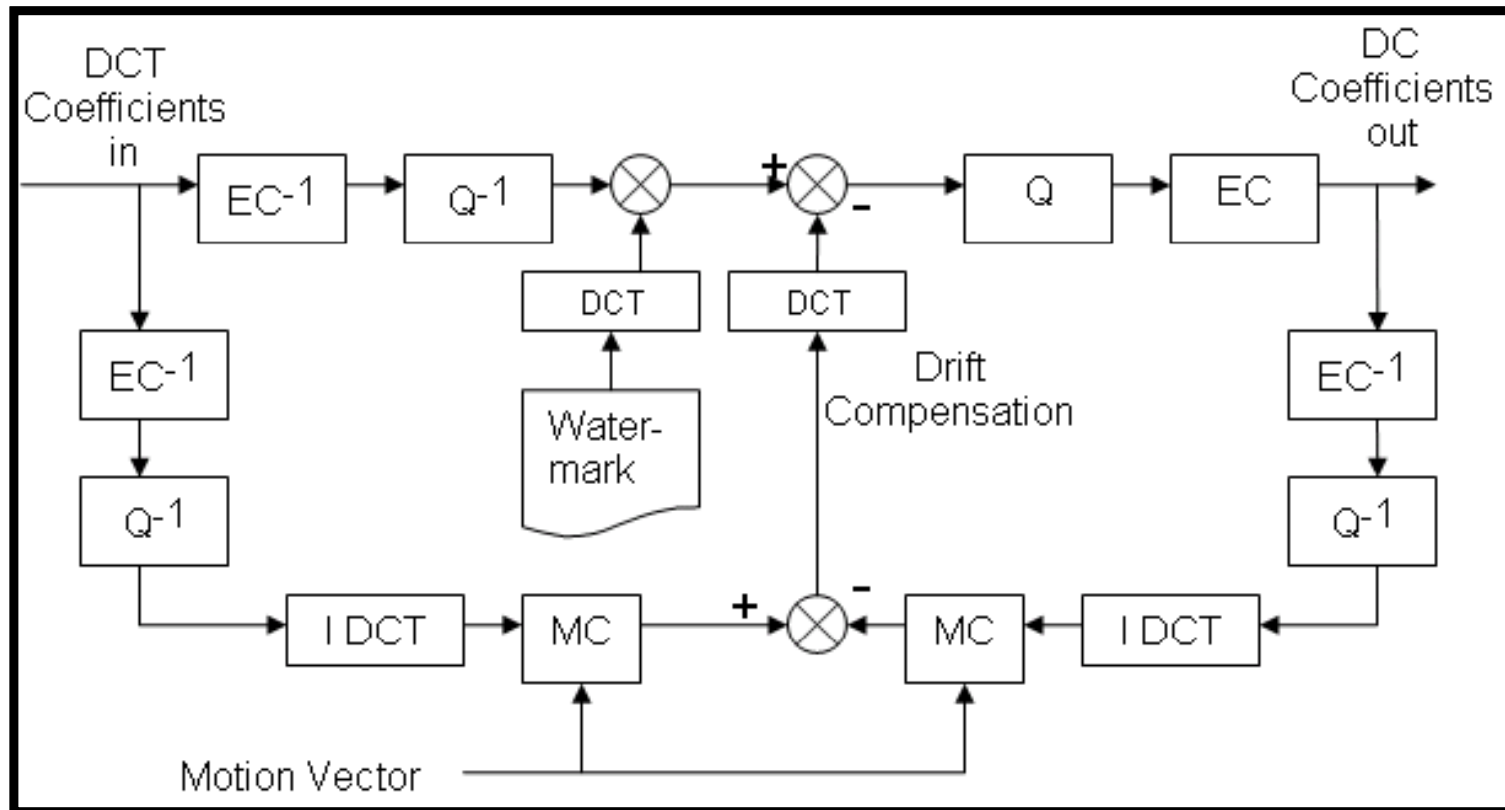 DCT
Coefficients
in
DC
Coefficients
out
EC-1
Q-1
+
-
Q
EC
DCT
DCT
EC-1
Water-
mark
Drift
Compensation
EC-1
Q-1
Q-1
I DCT
MC
+
-
MC
I DCT
Motion Vector